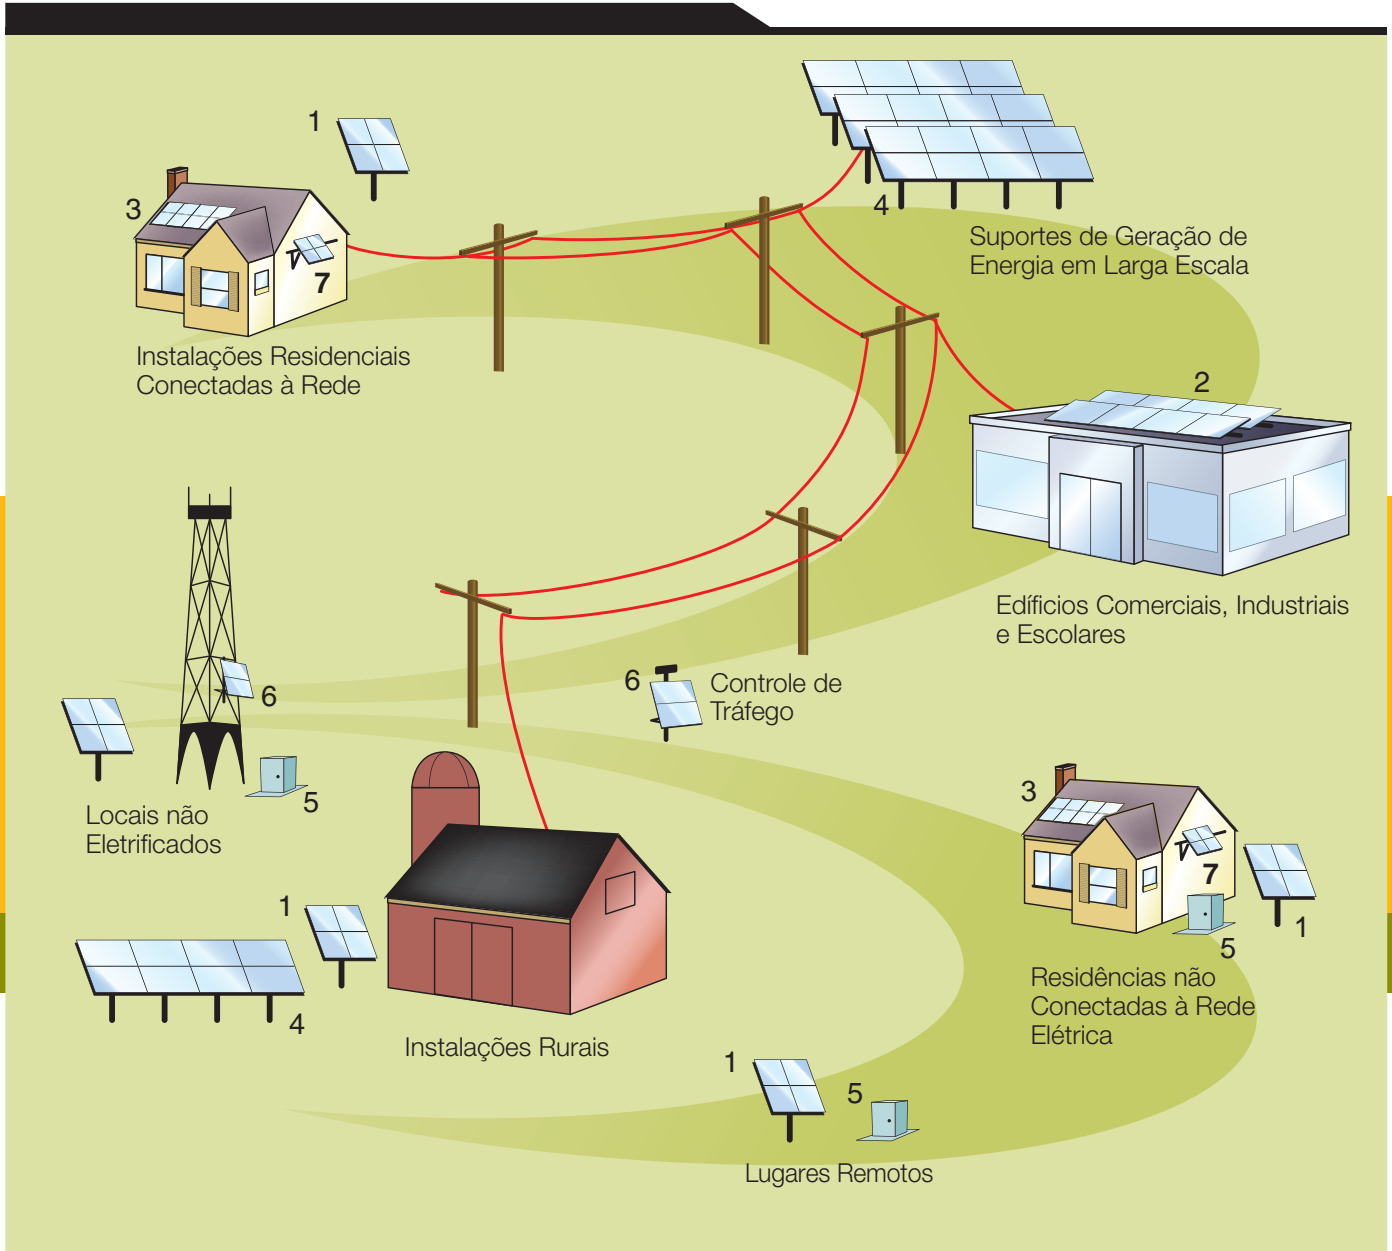 1
3
7
4
Suportes de Geração de
Energia em Larga Escala
Instalações Residenciais
Conectadas à Rede
2
Edíficios Comerciais, Industriais
e Escolares
6
5
Locais não
Eletrificados
6
Controle de
Tráfego
3
7
1
5
Residências não
Conectadas à Rede
Elétrica
1
4
Instalações Rurais
1
5
Lugares Remotos